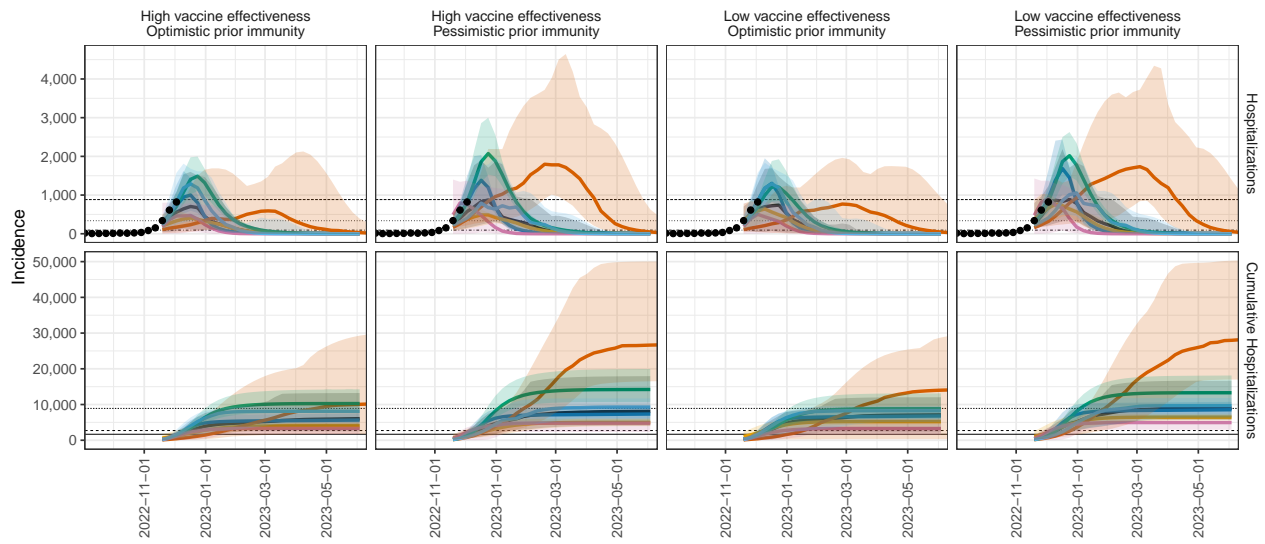 High vaccine effectiveness
Optimistic prior immunity
High vaccine effectiveness
Pessimistic prior immunity
Low vaccine effectiveness
Optimistic prior immunity
Low vaccine effectiveness
Pessimistic prior immunity
Incidence
4,000
3,000
2,000
1,000
0
Hospitalizations
50,000
40,000
30,000
20,000
10,000
0
Cumulative Hospitalizations
2022−11−01
2023−01−01
2023−03−01
2023−05−01
2022−11−01
2023−01−01
2023−03−01
2023−05−01
2022−11−01
2023−01−01
2023−03−01
2023−05−01
2022−11−01
2023−01−01
2023−03−01
2023−05−01